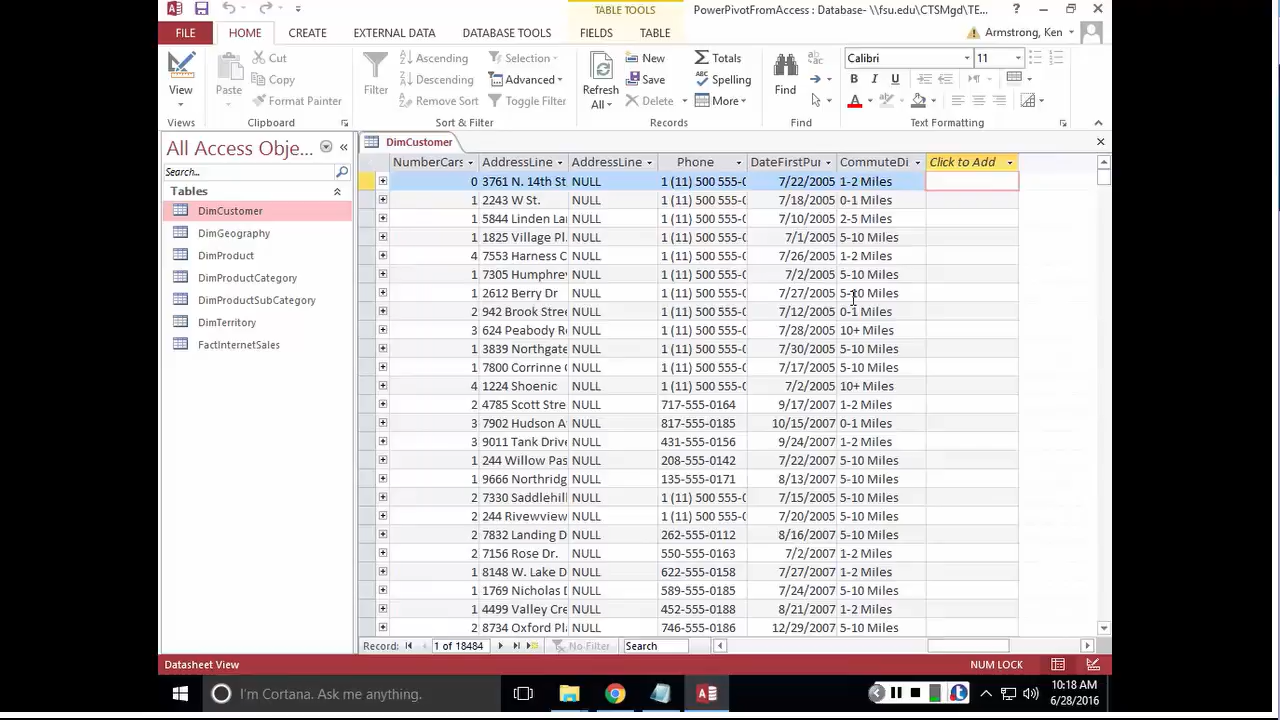 TABLE TOOLS
PowerPivotFromAccess : Database- \\fsu.edu\CTSMgd\TE...
?
FILE HOME CREATE EXTERNAL DATA DATABASE TOOLS FIELDS TABLE Armstrong, Ken
View
Views
Paste
Cut
Copy
Format Painter
Clipboard
Filter
Ascending
Descending
Remove Sort
Selection
Advanced
Toggle Filter
Sort & Filter
Refresh
All
New
Save
Delete
Totals
Spelling
More
Records
Find
Find
Calibri 11
B I U
Text Formatting
All Access Obje...
Search...
Tables
DimCustomer
DimGeography
DimProduct
DimProductCategory
DimProductSubCategory
DimTerritory
FactInternetSales
DimCustomer
NumberCars AddressLine AddressLine Phone DateFirstPur CommuteDi Click to Add
0 3761 N. 14th St NULL 1 (11) 500 555-0 7/22/2005 1-2 Miles
1 2243 W St. NULL 1 (11) 500 555-0 7/18/2005 0-1 Miles
1 5844 Linden Lan NULL 1 (11) 500 555-0 7/10/2005 2-5 Miles
1 1825 Village Pl. NULL 1 (11) 500 555-0 7/1/2005 5-10 Miles
4 7553 Harness C NULL 1 (11) 500 555-0 7/26/2005 1-2 Miles
1 7305 Humphrey NULL 1 (11) 500 555-0 7/2/2005 5-10 Miles
1 2612 Berry Dr NULL 1 (11) 500 555-0 7/27/2005 5-10 Miles
2 942 Brook Stree NULL 1 (11) 500 555-0 7/12/2005 0-1 Miles
3 624 Peabody Ro NULL 1 (11) 500 555-0 7/28/2005 10+ Miles
1 3839 Northgate NULL 1 (11) 500 555-0 7/30/2005 5-10 Miles
1 7800 Corrinne C NULL 1 (11) 500 555-0 7/17/2005 5-10 Miles
4 1224 Shoenic NULL 1 (11) 500 555-0 7/2/2005 10+ Miles
2 4785 Scott Stre NULL 717-555-0164 9/17/2007 1-2 Miles
3 7902 Hudson A NULL 817-555-0185 10/15/2007 0-1 Miles
3 9011 Tank Drive NULL 431-555-0156 9/24/2007 1-2 Miles
1 244 Willow Pas NULL 208-555-0142 7/22/2007 5-10 Miles
1 9666 Northridg NULL 135-555-0171 8/13/2007 5-10 Miles
2 7330 Saddlehill NULL 1 (11) 500 555-0 7/15/2005 5-10 Miles
2 244 Rivewview NULL 1 (11) 500 555-0 7/20/2005 5-10 Miles
2 7832 Landing D NULL 262-555-0112 8/16/2007 5-10 Miles
2 7156 Rose Dr. NULL 550-555-0163 7/2/2007 1-2 Miles
1 8148 W. Lake D NULL 622-555-0158 7/27/2007 5-10 Miles
1 1769 Nicholas D NULL 589-555-0185 7/24/2007 5-10 Miles
1 4499 Valley Cre NULL 452-555-0188 8/21/2007 1-2 Miles
2 8734 Oxford Pl NULL 746-555-0186 12/29/2007 5-10 Miles
Record: 1 of 18484 No Filter Search
Datasheet View NUM LOCK
I'm Cortana. Ask me anything.
10:18 AM
6/28/2016